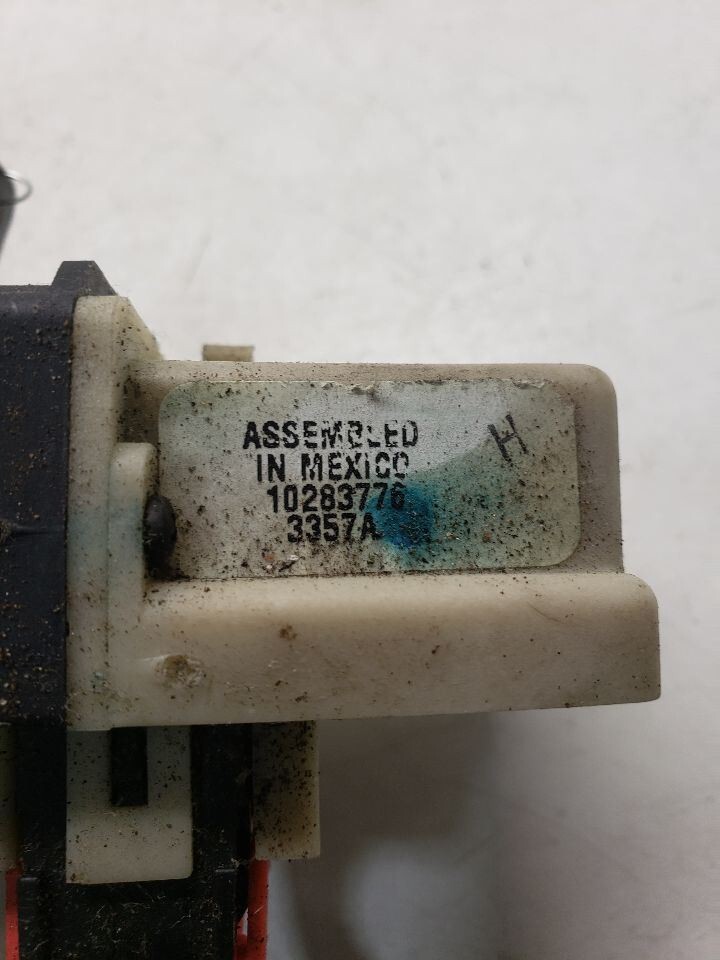 ASSEMBLED
IN MEXICO
10283776
3357A
H